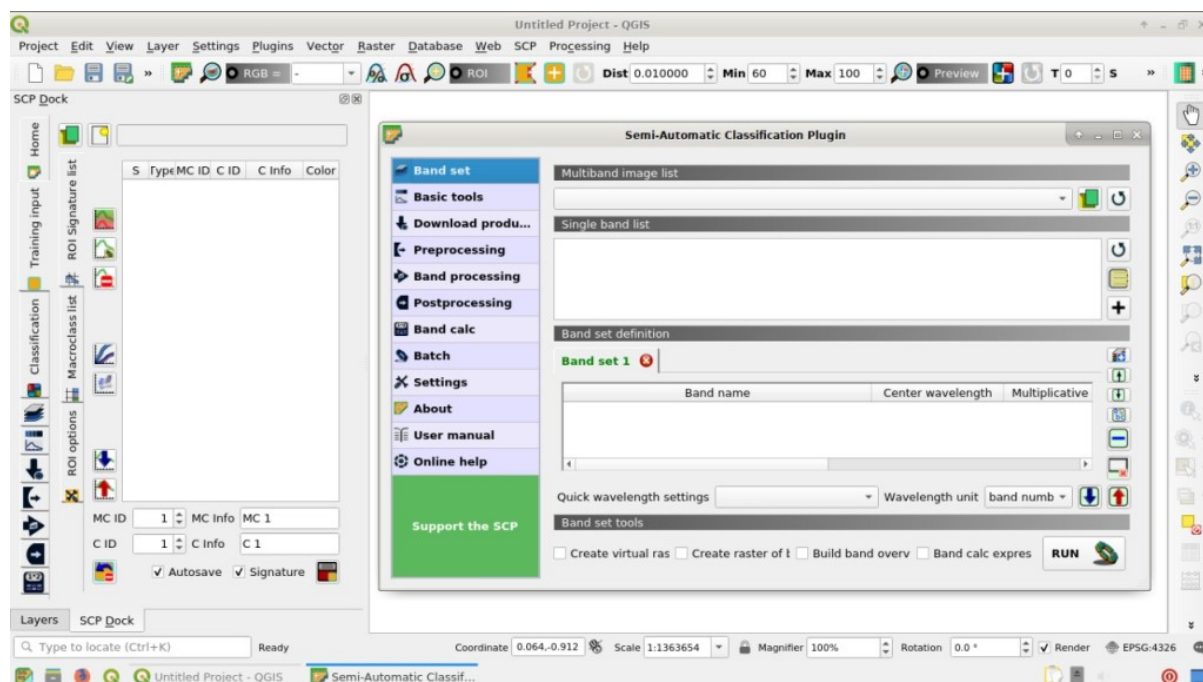 Untitled Project - QGIS
Project Edit View Layer Settings Plugins Vector Raster Database Web SCP Processing Help
» RGB = - ROI Dist 0.010000 Min 60 Max 100 Preview T 0 S »
SCP Dock
Home
Training input
Classification
ROI Signature list
Macroclass list
ROI options
S Type MC ID C ID C Info Color
MC ID 1 MC Info MC 1
C ID 1 C Info C 1
Autosave Signature
Layers SCP Dock
Semi-Automatic Classification Plugin
Band set
Basic tools
Download produ...
Preprocessing
Band processing
Postprocessing
Band calc
Batch
Settings
About
User manual
Online help
Support the SCP
Multiband image list
Single band list
Band set definition
Band set 1
Band name Center wavelength Multiplicative
Quick wavelength settings Wavelength unit band numb
Band set tools
Create virtual ras Create raster of b Build band overv Band calc expres RUN
Type to locate (Ctrl+K) Ready Coordinate 0.064,-0.912 Scale 1:1363654 Magnifier 100% Rotation 0.0 ° Render EPSG:4326
Untitled Project - QGIS Semi-Automatic Classif...